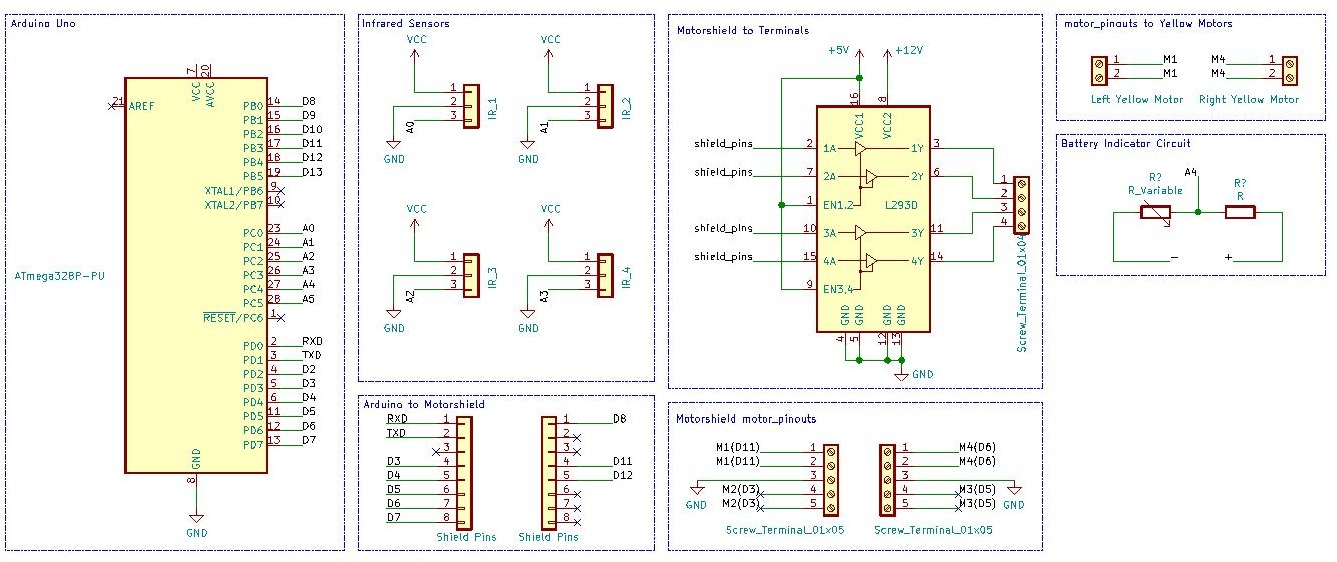 Arduino Uno
7
20
VCC
AVCC
21
AREF
PB0
14
D8
PB1
15
D9
PB2
16
D10
PB3
17
D11
PB4
18
D12
PB5
19
D13
XTAL1/PB6
9
XTAL2/PB7
10
PC0
23
A0
PC1
24
A1
PC2
25
A2
PC3
26
A3
PC4
27
A4
PC5
28
A5
RESET/PC6
1
ATmega328P-PU
PD0
2
RXD
PD1
3
TXD
PD2
4
D2
PD3
5
D3
PD4
6
D4
PD5
11
D5
PD6
12
D6
PD7
13
D7
GND
8
GND
Infrared Sensors
VCC
1
2
3
A0
IR_1
GND
VCC
1
2
3
A1
IR_2
GND
VCC
1
2
3
A2
IR_3
GND
VCC
1
2
3
A3
IR_4
GND
Arduino to Motorshield
RXD
1
TXD
2
3
D3
4
D4
5
D5
6
D6
7
D7
8
Shield Pins
1
D8
2
3
4
D11
5
D12
6
7
8
Shield Pins
Motorshield to Terminals
+5V
+12V
16
8
VCC1
VCC2
shield_pins
2
1A
1Y
3
shield_pins
7
2A
2Y
6
1
EN1,2
L293D
shield_pins
10
3A
3Y
11
shield_pins
15
4A
4Y
14
9
EN3,4
GND
GND
GND
GND
4
5
12
13
GND
1
2
3
4
Screw_Terminal_01x04
Motorshield motor_pinouts
M1(D11)
1
M1(D11)
2
3
GND
M2(D3)
4
M2(D3)
5
Screw_Terminal_01x05
1
M4(D6)
2
M4(D6)
3
4
M3(D5)
5
M3(D5)
GND
Screw_Terminal_01x05
motor_pinouts to Yellow Motors
1
M1
2
M1
Left Yellow Motor
M4
1
M4
2
Right Yellow Motor
Battery Indicator Circuit
R?
R_Variable
A4
R?
R
-
+